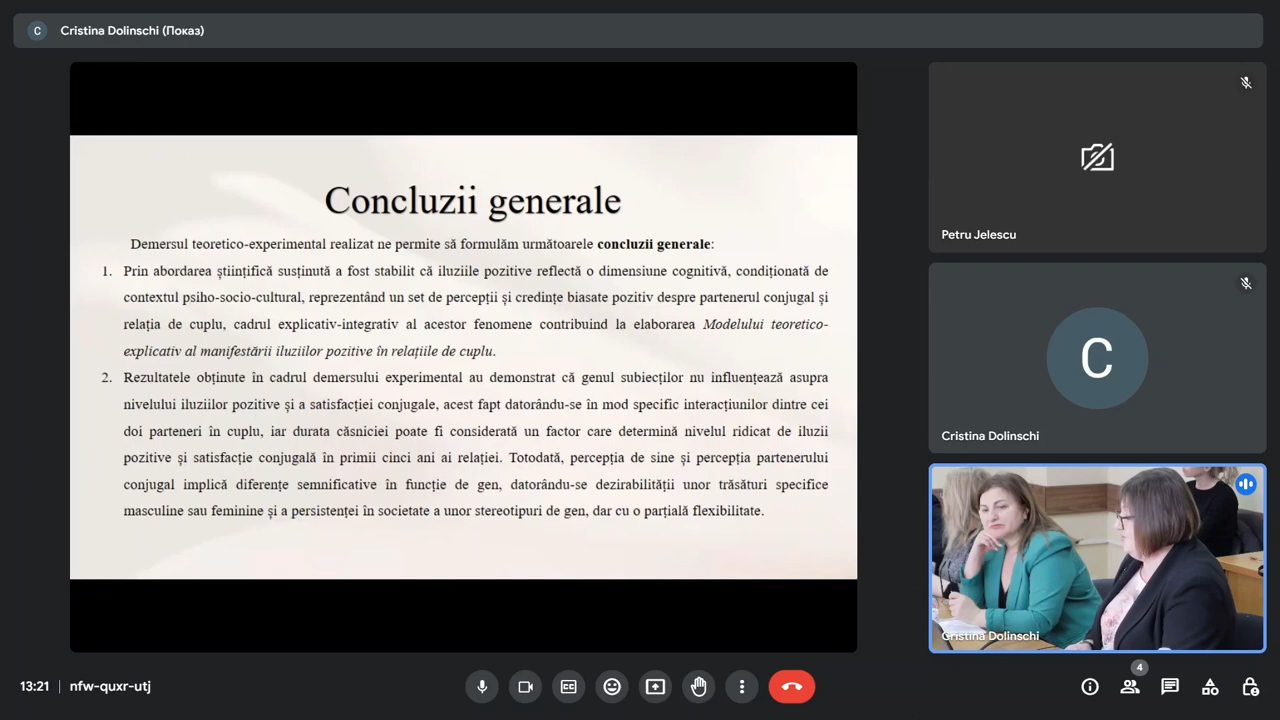 C Cristina Dolinschi (Показ)
Concluzii generale
Demersul teoretico-experimental realizat ne permite să formulăm următoarele concluzii generale:
1. Prin abordarea științifică susținută a fost stabilit că iluziile pozitive reflectă o dimensiune cognitivă, condiționată de
contextul psiho-socio-cultural, reprezentând un set de percepții și credințe biasate pozitiv despre partenerul conjugal și
relația de cuplu, cadrul explicativ-integrativ al acestor fenomene contribuind la elaborarea Modelului teoretico-
explicativ al manifestării iluziilor pozitive în relațiile de cuplu.
2. Rezultatele obținute în cadrul demersului experimental au demonstrat că genul subiecților nu influențează asupra
nivelului iluziilor pozitive și a satisfacției conjugale, acest fapt datorându-se în mod specific interacțiunilor dintre cei
doi parteneri în cuplu, iar durata căsniciei poate fi considerată un factor care determină nivelul ridicat de iluzii
pozitive și satisfacție conjugală în primii cinci ani ai relației. Totodată, percepția de sine și percepția partenerului
conjugal implică diferențe semnificative în funcție de gen, datorându-se dezirabilității unor trăsături specifice
masculine sau feminine și a persistenței în societate a unor stereotipuri de gen, dar cu o parțială flexibilitate.
Petru Jelescu
C
Cristina Dolinschi
Cristina Dolinschi
13:21 | nfw-quxr-utj
4